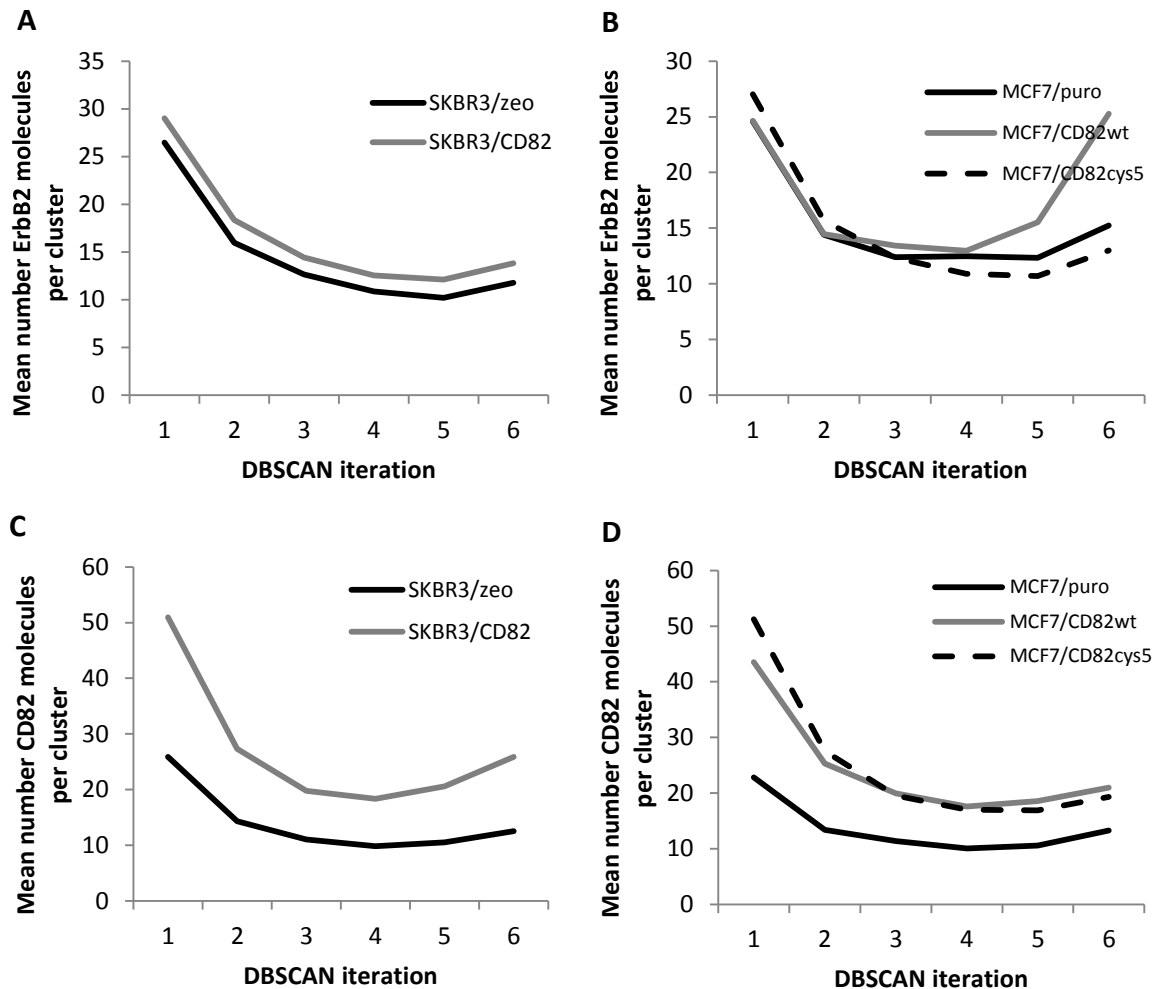 A
Mean number ErbB2 molecules
per cluster
35
30
25
20
15
10
5
0
1 2 3 4 5 6
DBSCAN iteration
SKBR3/zeo
SKBR3/CD82
B
Mean number ErbB2 molecules
per cluster
30
25
20
15
10
5
0
1 2 3 4 5 6
DBSCAN iteration
MCF7/puro
MCF7/CD82wt
MCF7/CD82cys5
C
Mean number CD82 molecules
per cluster
60
50
40
30
20
10
0
1 2 3 4 5 6
DBSCAN iteration
SKBR3/zeo
SKBR3/CD82
D
Mean number CD82 molecules
per cluster
60
50
40
30
20
10
0
1 2 3 4 5 6
DBSCAN iteration
MCF7/puro
MCF7/CD82wt
MCF7/CD82cys5